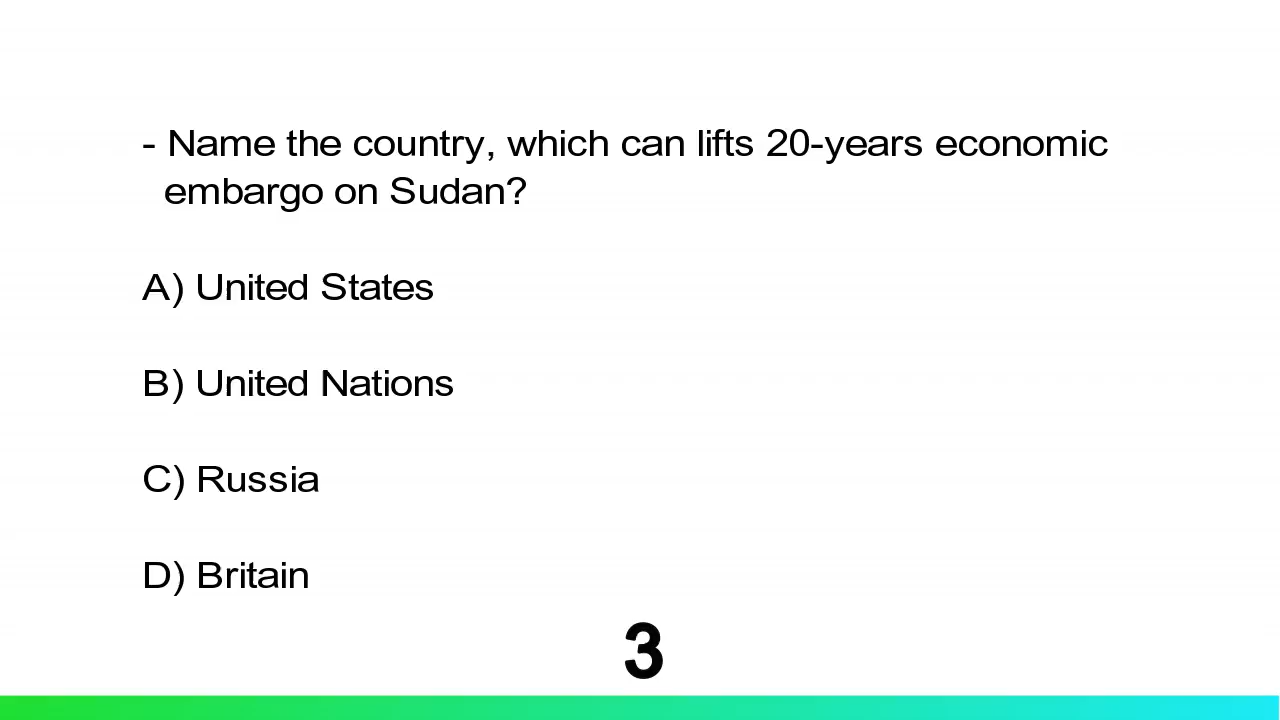 - Name the country, which can lifts 20-years economic
embargo on Sudan?
A) United States
B) United Nations
C) Russia
D) Britain
3